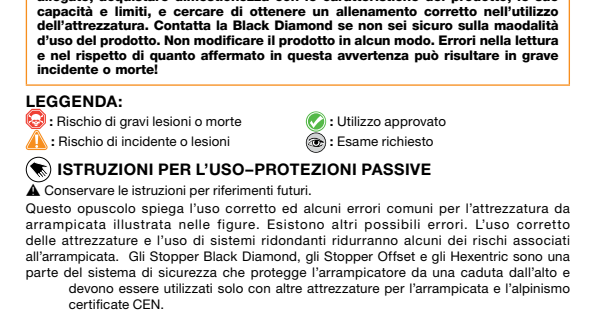 capacità e limiti, e cercare di ottenere un allenamento corretto nell'utilizzo
dell'attrezzatura. Contatta la Black Diamond se non sei sicuro sulla maodalità
d'uso del prodotto. Non modificare il prodotto in alcun modo. Errori nella lettura
e nel rispetto di quanto affermato in questa avvertenza può risultare in grave
incidente o morte!
LEGGENDA:
: Rischio di gravi lesioni o morte
: Utilizzo approvato
: Rischio di incidente o lesioni
: Esame richiesto
ISTRUZIONI PER L'USO–PROTEZIONI PASSIVE
Conservare le istruzioni per riferimenti futuri.
Questo opuscolo spiega l'uso corretto ed alcuni errori comuni per l'attrezzatura da
arrampicata illustrata nelle figure. Esistono altri possibili errori. L'uso corretto
delle attrezzature e l'uso di sistemi ridondanti ridurranno alcuni dei rischi associati
all'arrampicata. Gli Stopper Black Diamond, gli Stopper Offset e gli Hexentric sono una
parte del sistema di sicurezza che protegge l'arrampicatore da una caduta dall'alto e
devono essere utilizzati solo con altre attrezzature per l'arrampicata e l'alpinismo
certificate CEN.